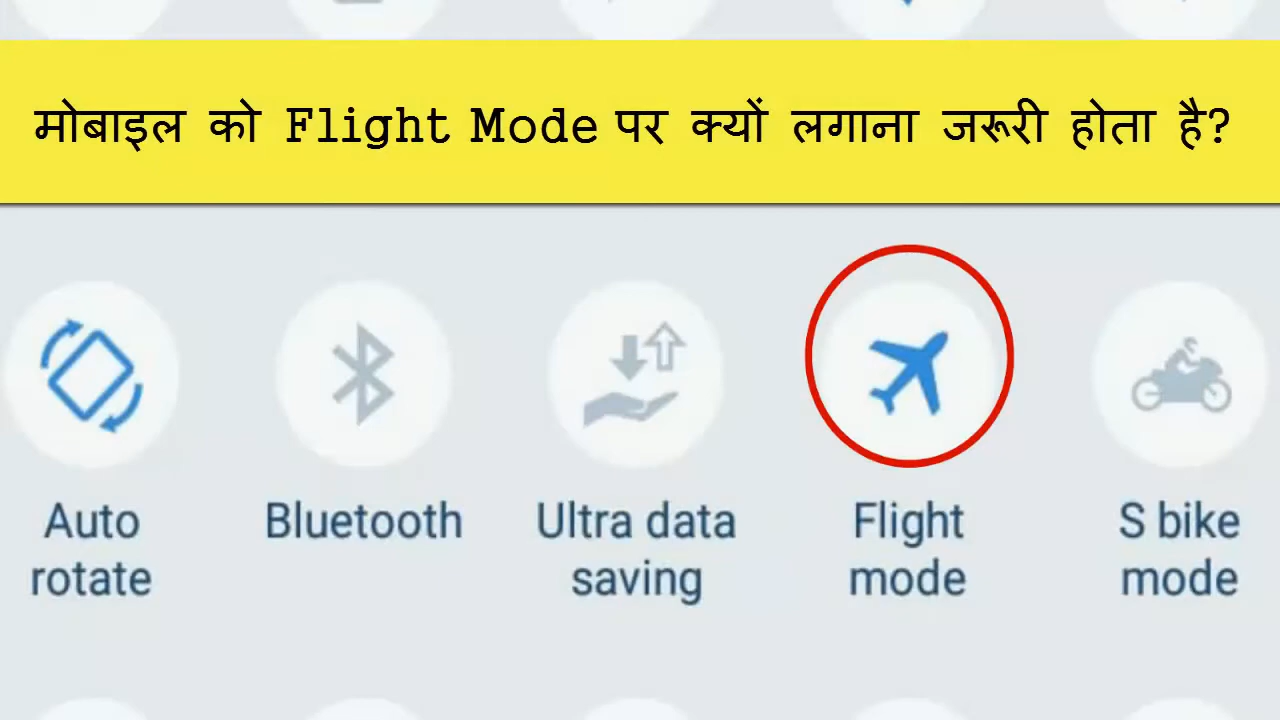 मोबाइल को Flight Mode पर क्यों लगाना जरूरी होता है?
Auto rotate
Bluetooth
Ultra data saving
Flight mode
S bike mode